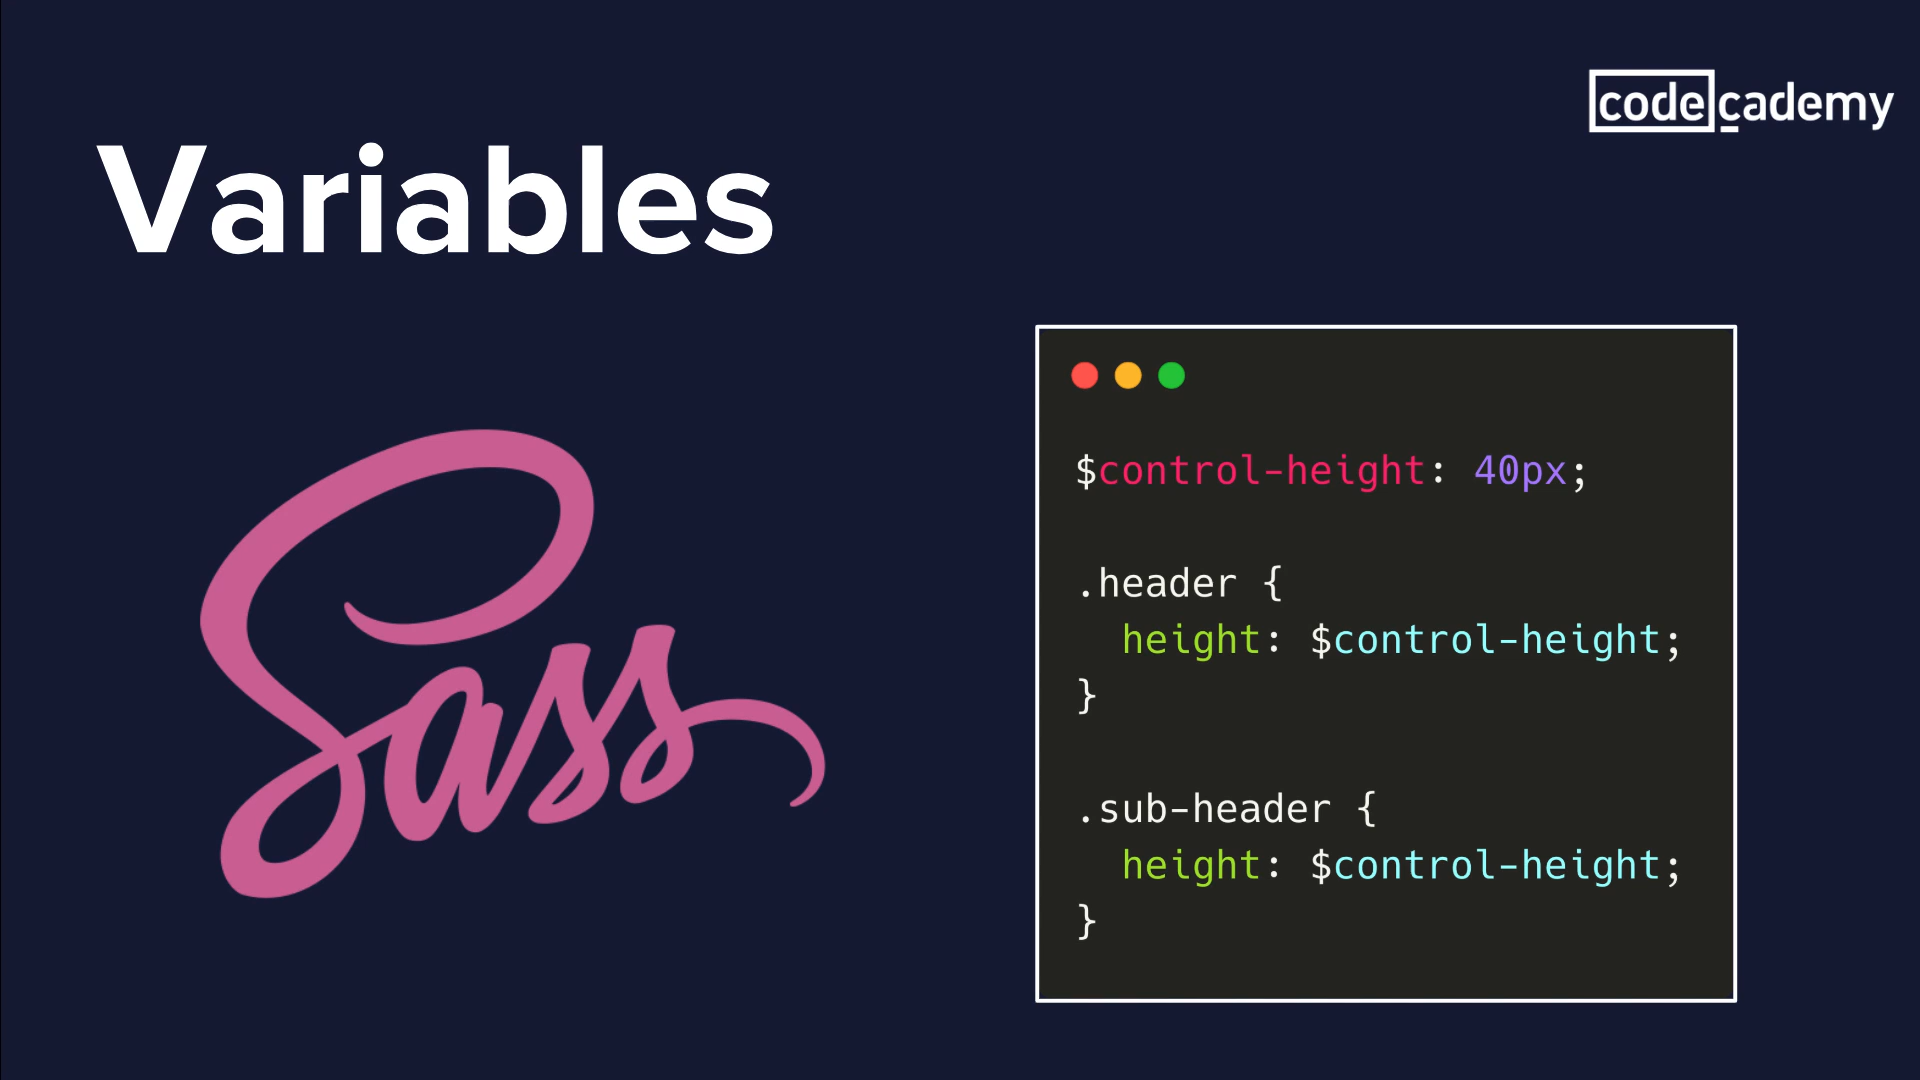 codecademy
Variables
Sass
$control-height: 40px;
.header {
  height: $control-height;
}
.sub-header {
  height: $control-height;
}